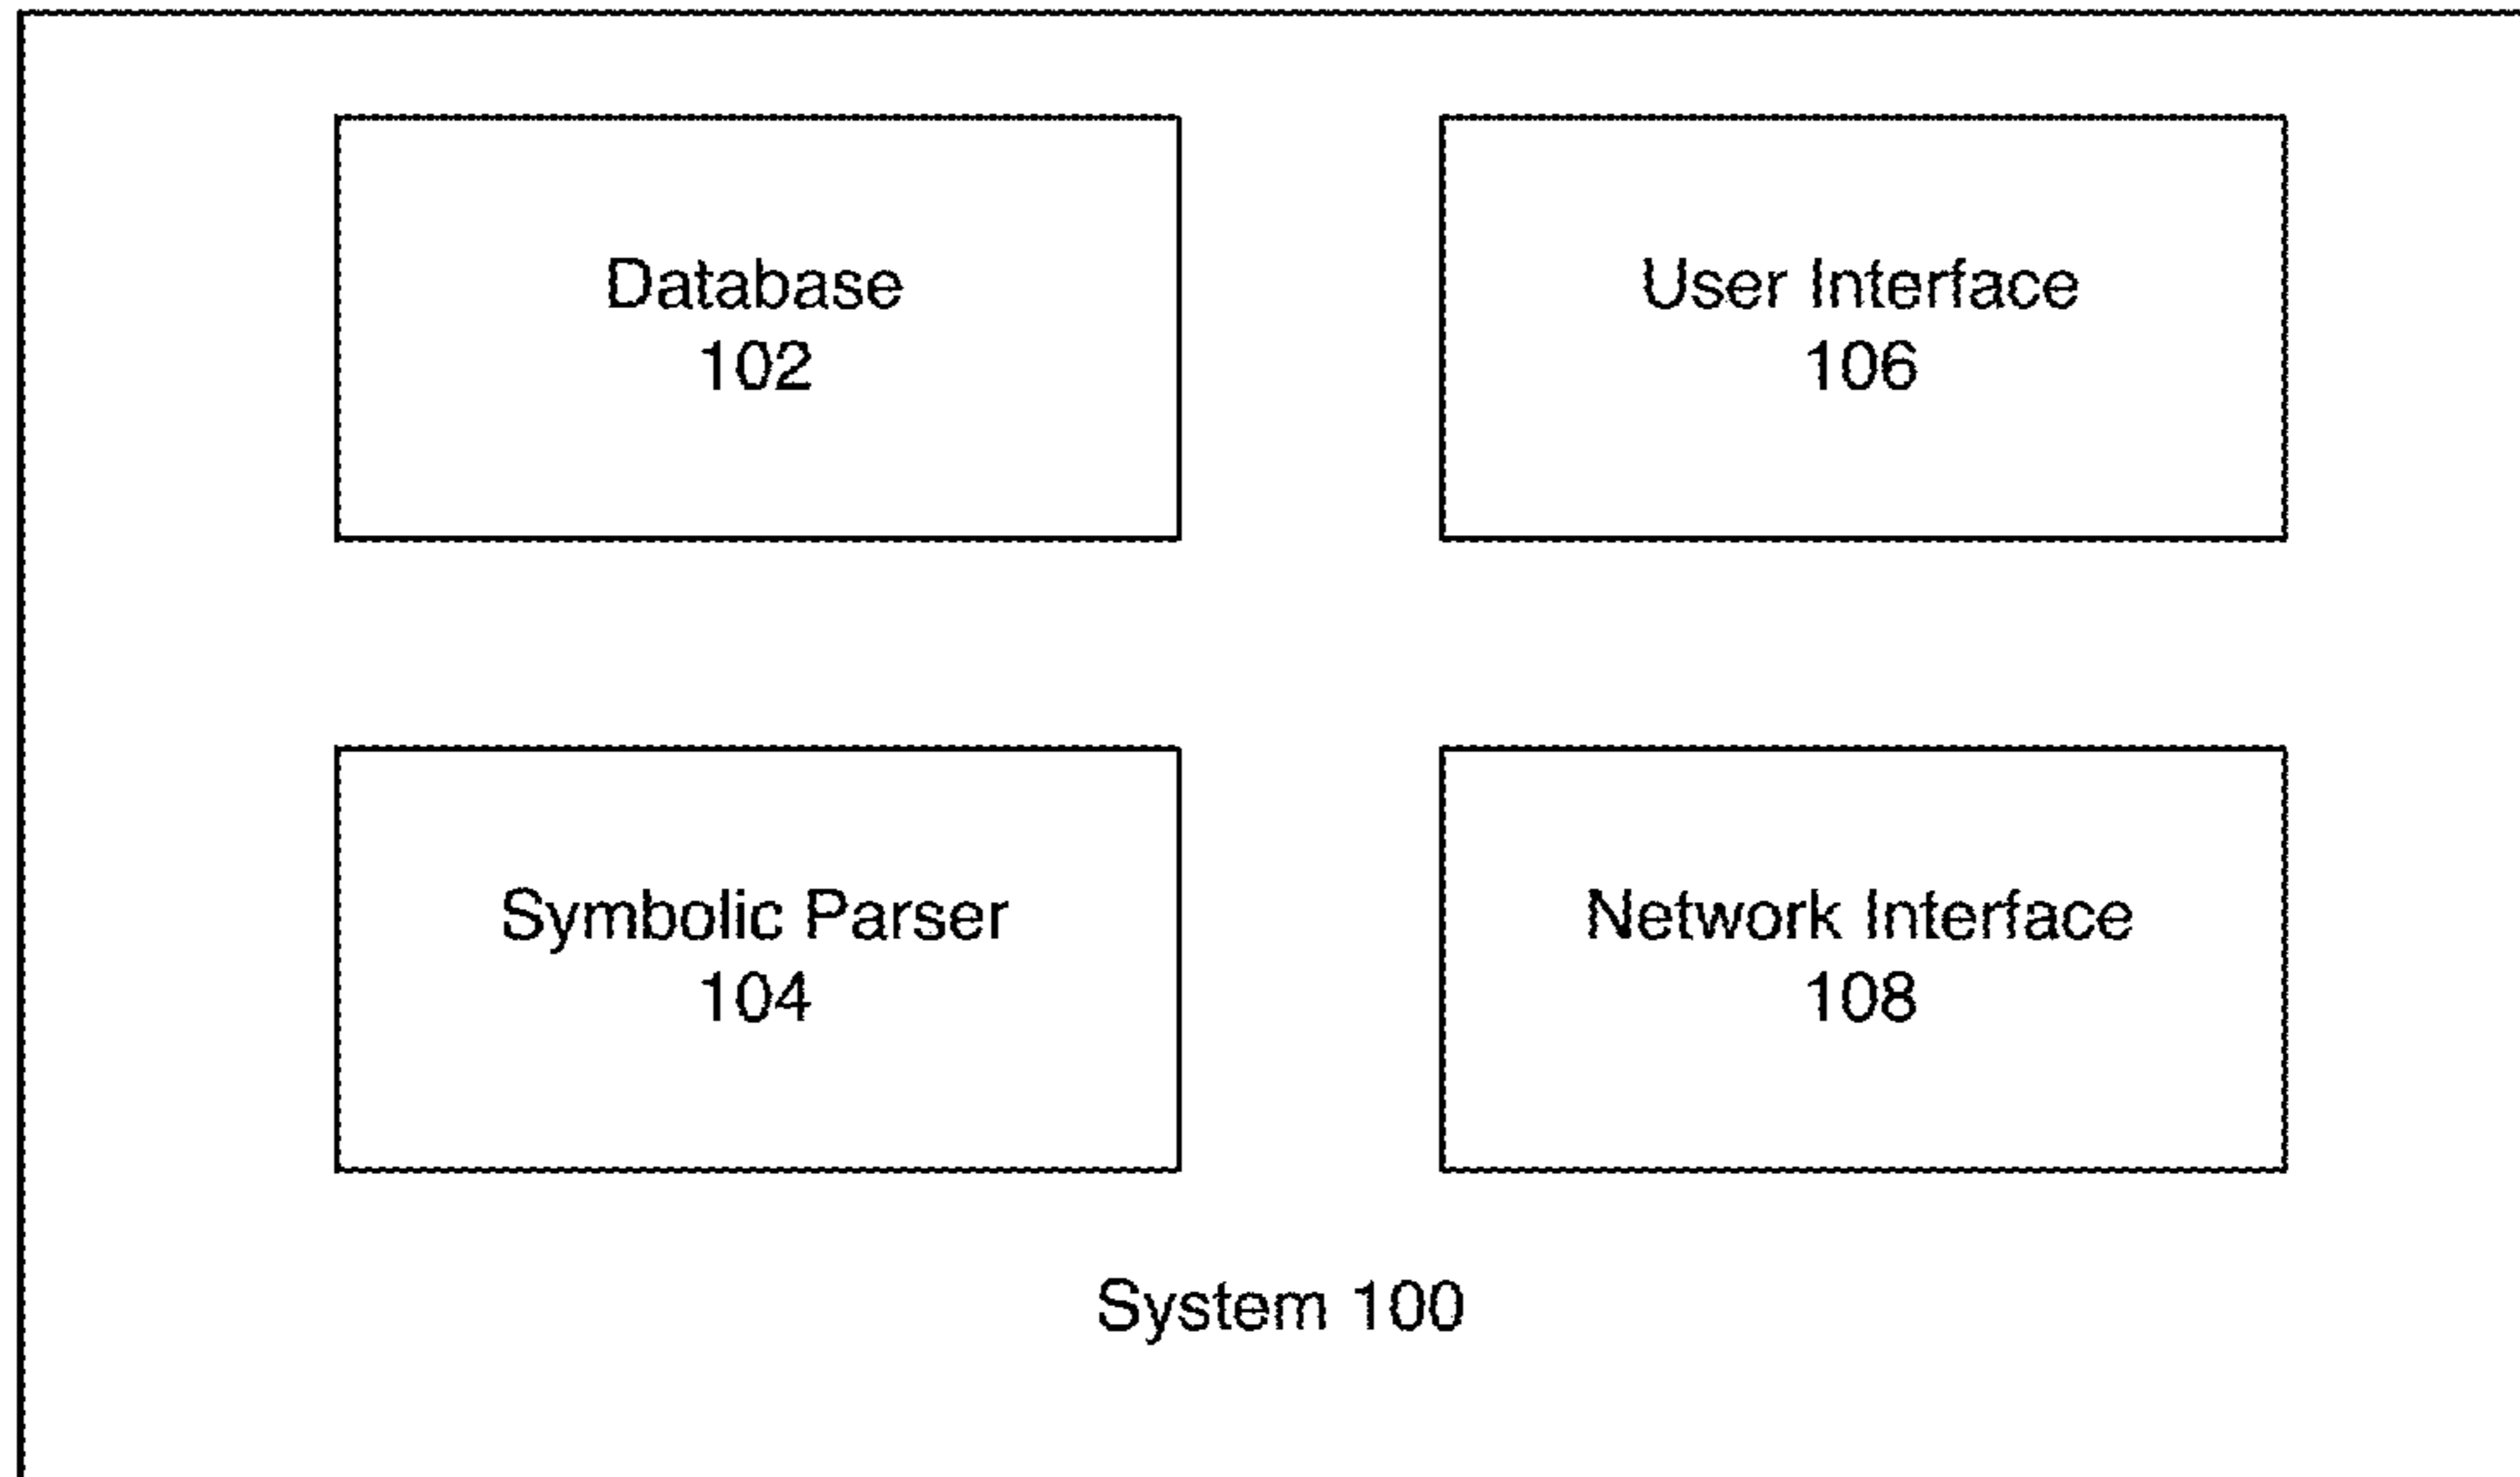 Database
102
User Interface
106
Symbolic Parser
104
Network Interface
108
System 100